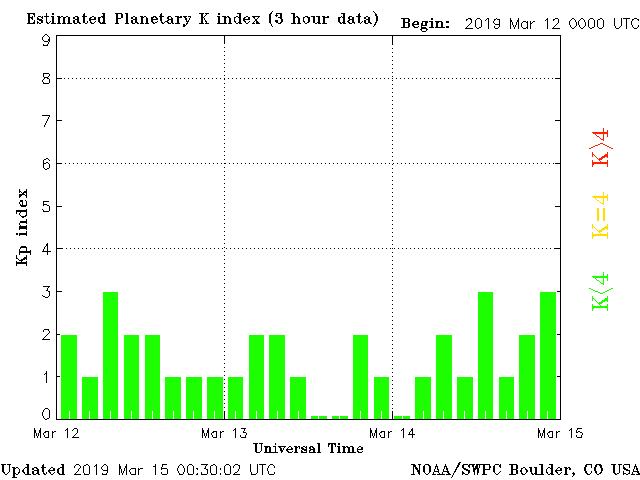 Estimated Planetary K index (3 hour data) Begin: 2019 Mar 12 0000 UTC
9
8
7
6
5
4
3
2
1
0
Kp index
K>4
K=4
K<4
Mar 12 Mar 13 Mar 14 Mar 15
Universal Time
Updated 2019 Mar 15 00:30:02 UTC NOAA/SWPC Boulder, CO USA